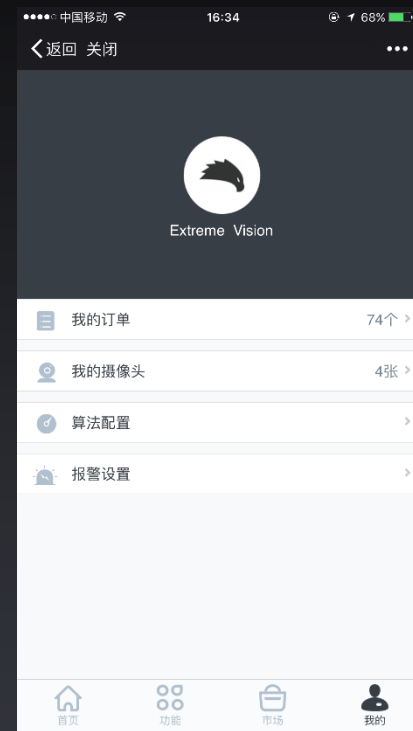 中国移动 16:34 68%
返回 关闭
Extreme Vision
我的订单 74个
我的摄像头 4张
算法配置
报警设置
首页 功能 市场 我的